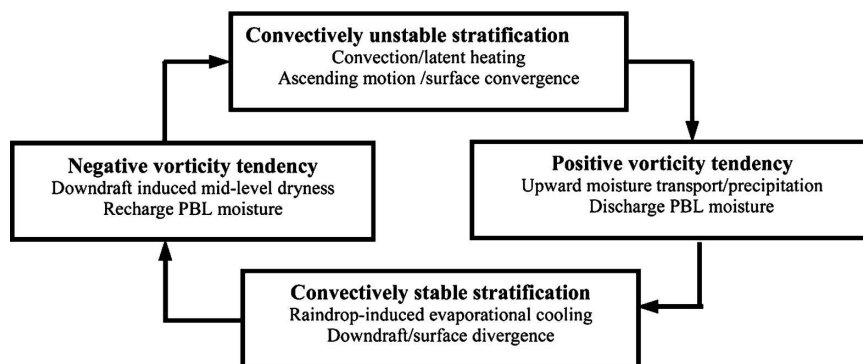 Convectively unstable stratification
Convection/latent heating
Ascending motion /surface convergence
Negative vorticity tendency
Downdraft induced mid-level dryness
Recharge PBL moisture
Positive vorticity tendency
Upward moisture transport/precipitation
Discharge PBL moisture
Convectively stable stratification
Raindrop-induced evaporational cooling
Downdraft/surface divergence